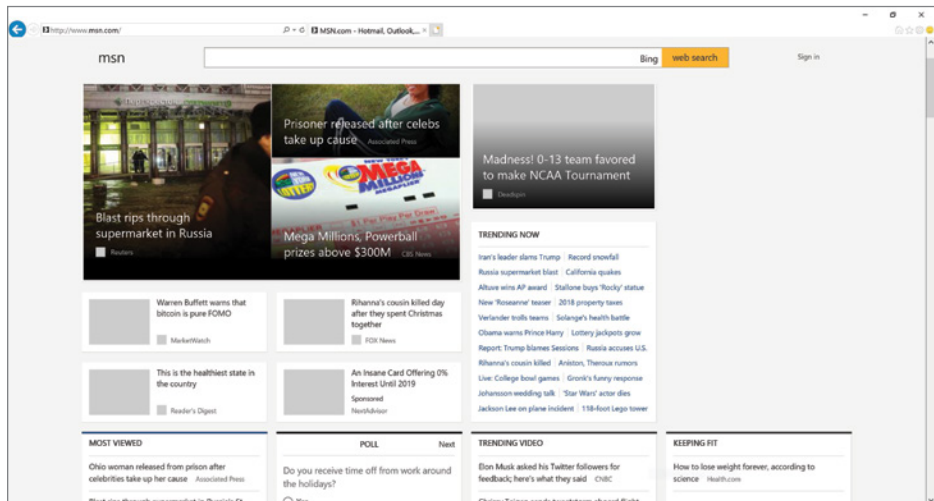 http://www.msn.com/
MSN.com - Hotmail, Outlook,...
msn
Bing
web search
Sign in
Blast rips through
supermarket in Russia
Reuters
Prisoner released after celebs
take up cause Associated Press
NEW YORK
LOTTERY
MEGA
MILLIONS
MEGAPLIER
$1 Per Play Per Draw
Mega Millions, Powerball
prizes above $300M CBS News
Madness! 0-13 team favored
to make NCAA Tournament
Deadspin
TRENDING NOW
Iran's leader slams Trump Record snowfall
Russia supermarket blast California quakes
Altuve wins AP award Stallone buys 'Rocky' statue
New 'Roseanne' teaser 2018 property taxes
Verlander trolls teams Solange's health battle
Obama warns Prince Harry Lottery jackpots grow
Report: Trump blames Sessions Russia accuses U.S.
Rihanna's cousin killed Aniston, Theroux rumors
Live: College bowl games Gronk's funny response
Johansson wedding talk 'Star Wars' actor dies
Jackson Lee on plane incident 118-foot Lego tower
Warren Buffett warns that
bitcoin is pure FOMO
MarketWatch
Rihanna's cousin killed day
after they spent Christmas
together
FOX News
This is the healthiest state in
the country
Reader's Digest
An Insane Card Offering 0%
Interest Until 2019
Sponsored
NextAdvisor
MOST VIEWED
Ohio woman released from prison after
celebrities take up her cause Associated Press
POLL Next
Do you receive time off from work around
the holidays?
Yes
TRENDING VIDEO
Elon Musk asked his Twitter followers for
feedback; here's what they said CNBC
KEEPING FIT
How to lose weight forever, according to
science Health.com